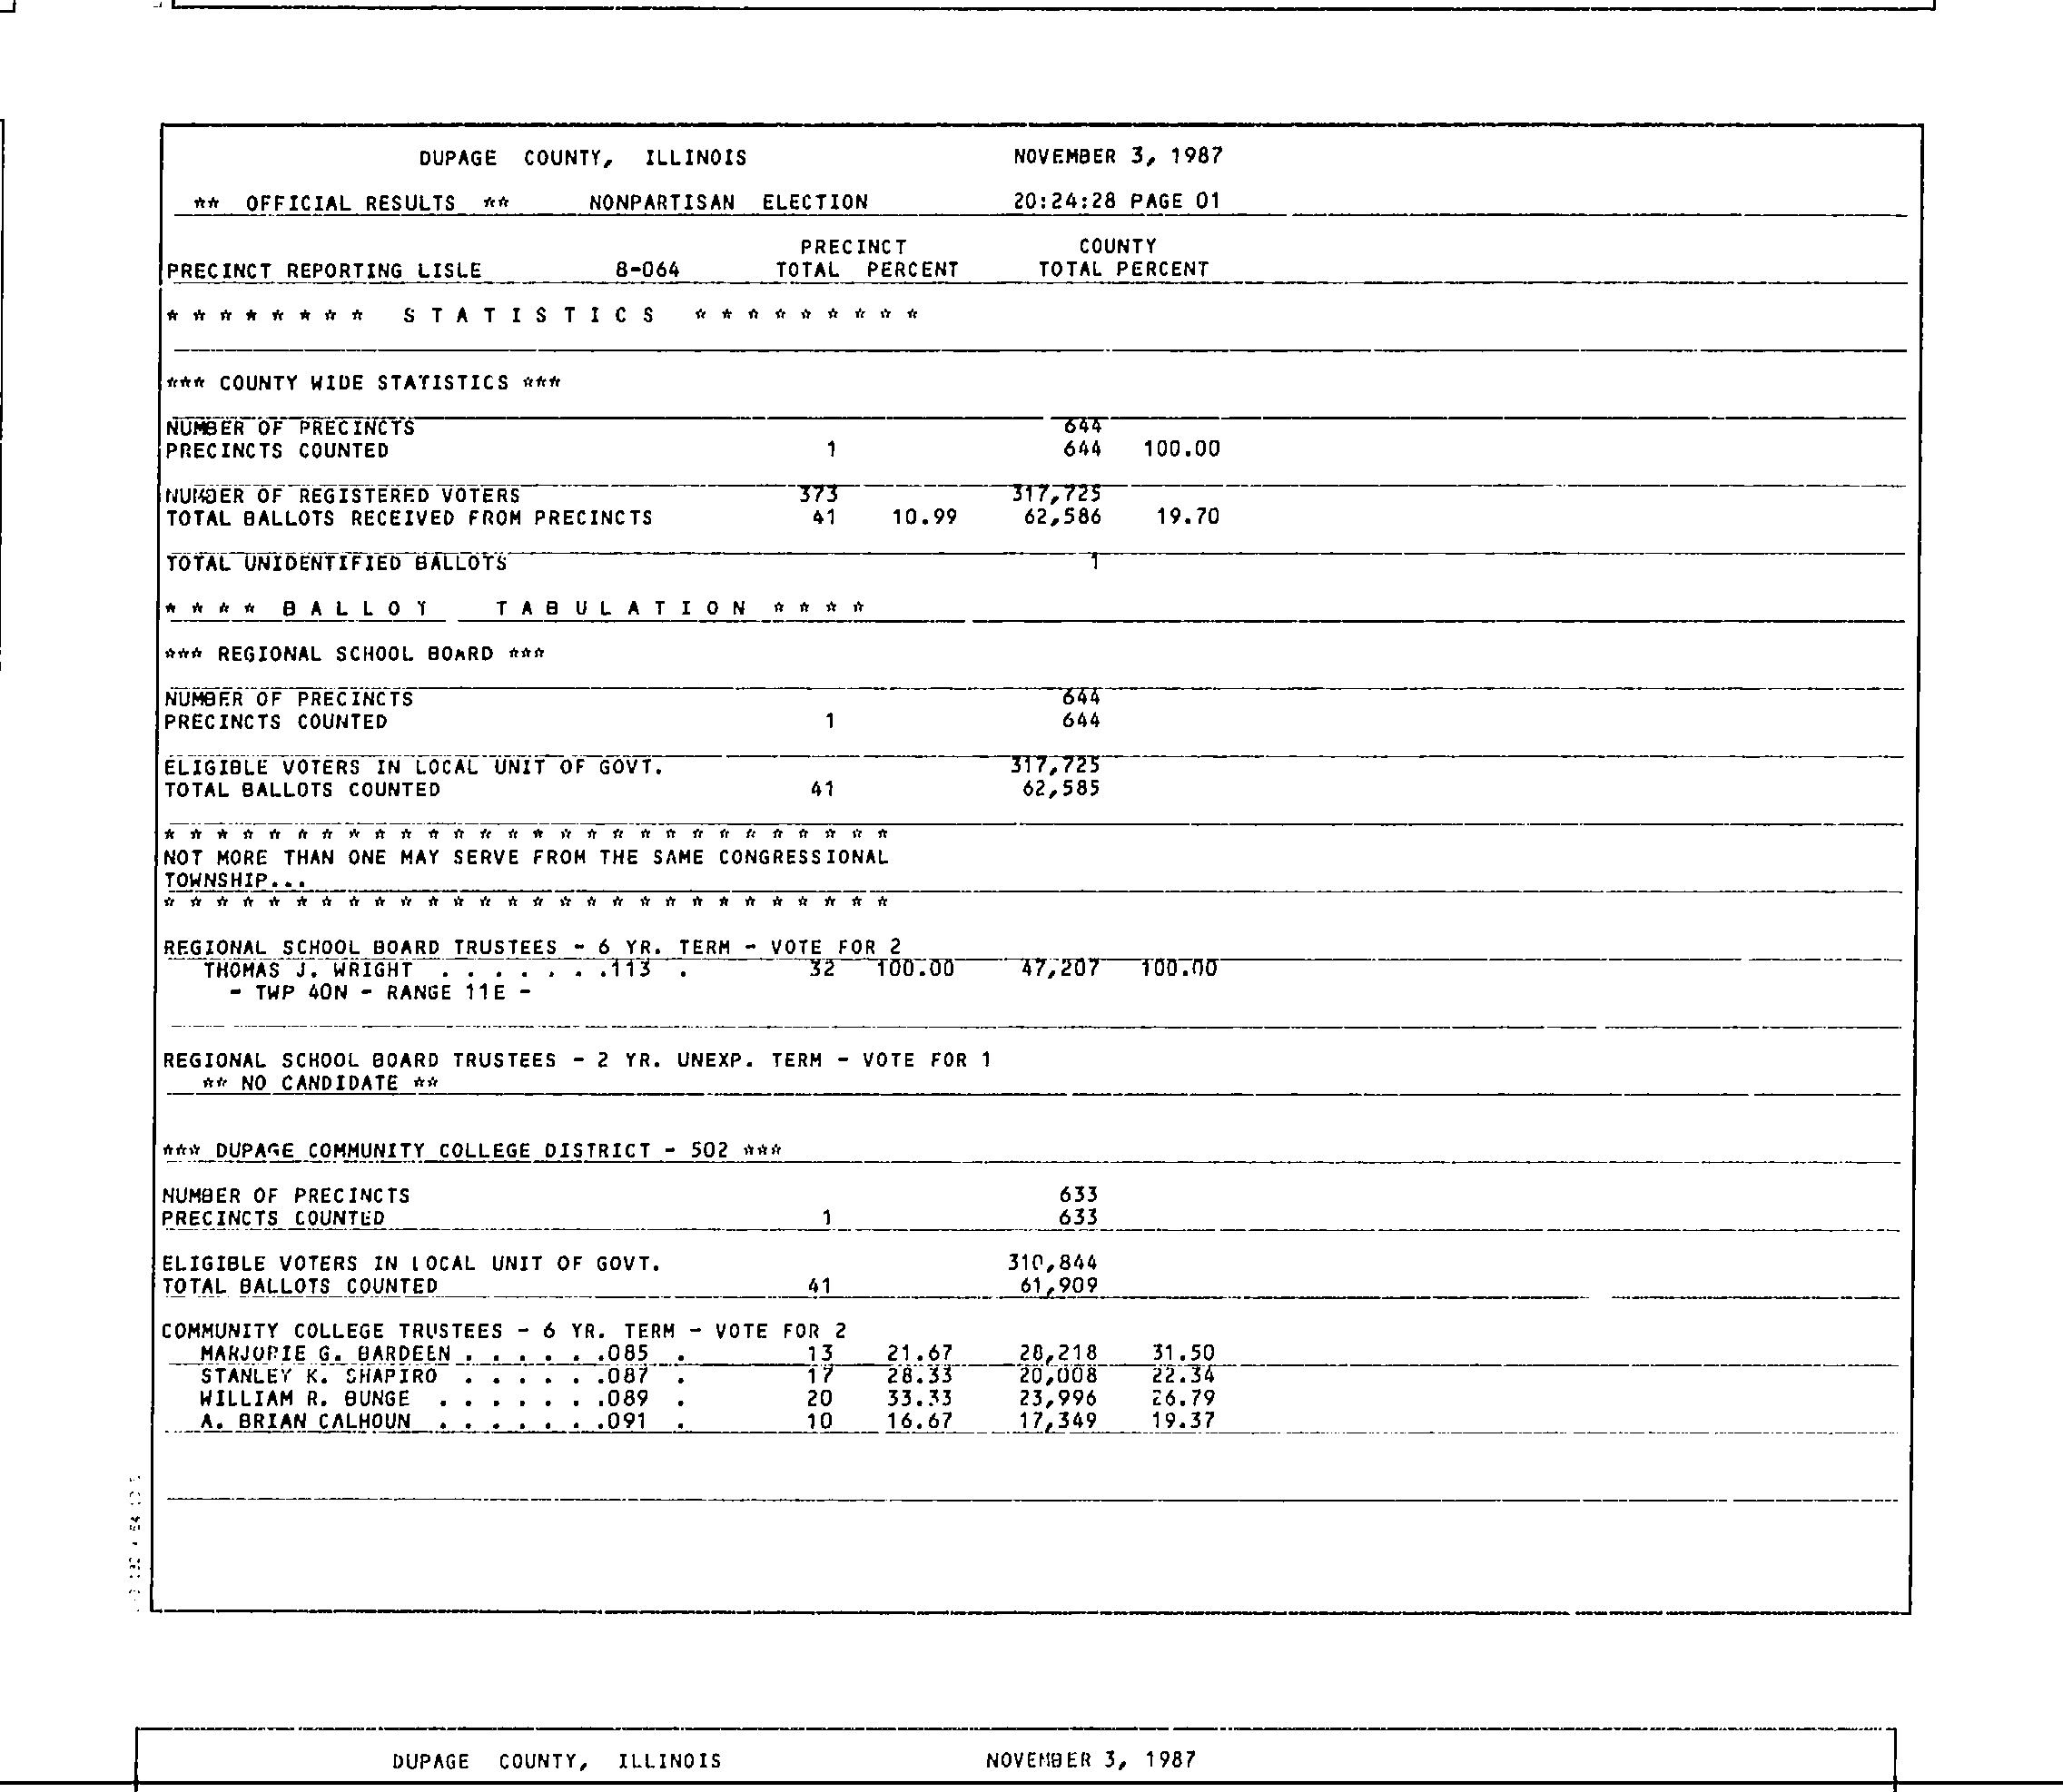 DUPAGE COUNTY, ILLINOIS NOVEMBER 3, 1987
** OFFICIAL RESULTS ** NONPARTISAN ELECTION 20:24:28 PAGE 01
PRECINCT COUNTY
PRECINCT REPORTING LISLE 8-064 TOTAL PERCENT TOTAL PERCENT
* * * * * * * * S T A T I S T I C S * * * * * * * * *
*** COUNTY WIDE STATISTICS ***
NUMBER OF PRECINCTS 644
PRECINCTS COUNTED 1 644 100.00
NUMBER OF REGISTERED VOTERS 373 317,725
TOTAL BALLOTS RECEIVED FROM PRECINCTS 41 10.99 62,586 19.70
TOTAL UNIDENTIFIED BALLOTS 1
* * * * B A L L O T T A B U L A T I O N * * * *
*** REGIONAL SCHOOL BOARD ***
NUMBER OF PRECINCTS 644
PRECINCTS COUNTED 1 644
ELIGIBLE VOTERS IN LOCAL UNIT OF GOVT. 317,725
TOTAL BALLOTS COUNTED 41 62,585
* * * * * * * * * * * * * * * * * * * * * * * * * * * *
NOT MORE THAN ONE MAY SERVE FROM THE SAME CONGRESSIONAL
TOWNSHIP...
* * * * * * * * * * * * * * * * * * * * * * * * * * * *
REGIONAL SCHOOL BOARD TRUSTEES - 6 YR. TERM - VOTE FOR 2
THOMAS J. WRIGHT . . . . . . .113 . 32 100.00 47,207 100.00
- TWP 40N - RANGE 11E -
REGIONAL SCHOOL BOARD TRUSTEES - 2 YR. UNEXP. TERM - VOTE FOR 1
** NO CANDIDATE **
*** DUPAGE COMMUNITY COLLEGE DISTRICT - 502 ***
NUMBER OF PRECINCTS 633
PRECINCTS COUNTED 1 633
ELIGIBLE VOTERS IN LOCAL UNIT OF GOVT. 310,844
TOTAL BALLOTS COUNTED 41 61,909
COMMUNITY COLLEGE TRUSTEES - 6 YR. TERM - VOTE FOR 2
MARJORIE G. BARDEEN . . . . . .085 . 13 21.67 28,218 31.50
STANLEY K. SHAPIRO . . . . . .087 . 17 28.33 20,008 22.34
WILLIAM R. BUNGE . . . . . . .089 . 20 33.33 23,996 26.79
A. BRIAN CALHOUN . . . . . . .091 . 10 16.67 17,349 19.37
DUPAGE COUNTY, ILLINOIS NOVEMBER 3, 1987